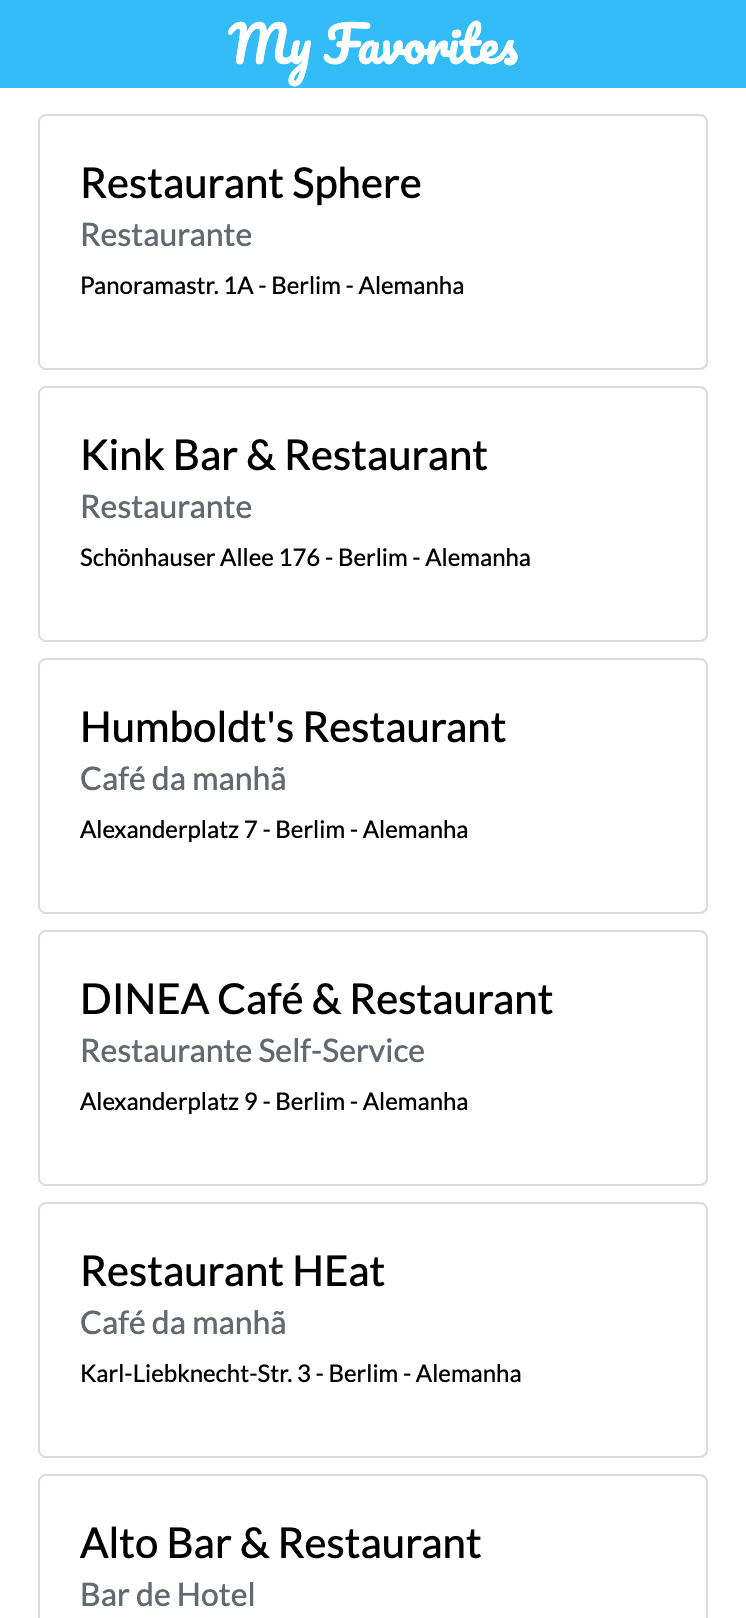 My Favorites
Restaurant Sphere
Restaurante
Panoramastr. 1A - Berlim - Alemanha
Kink Bar & Restaurant
Restaurante
Schönhauser Allee 176 - Berlim - Alemanha
Humboldt's Restaurant
Café da manhã
Alexanderplatz 7 - Berlim - Alemanha
DINEA Café & Restaurant
Restaurante Self-Service
Alexanderplatz 9 - Berlim - Alemanha
Restaurant HEat
Café da manhã
Karl-Liebknecht-Str. 3 - Berlim - Alemanha
Alto Bar & Restaurant
Bar de Hotel